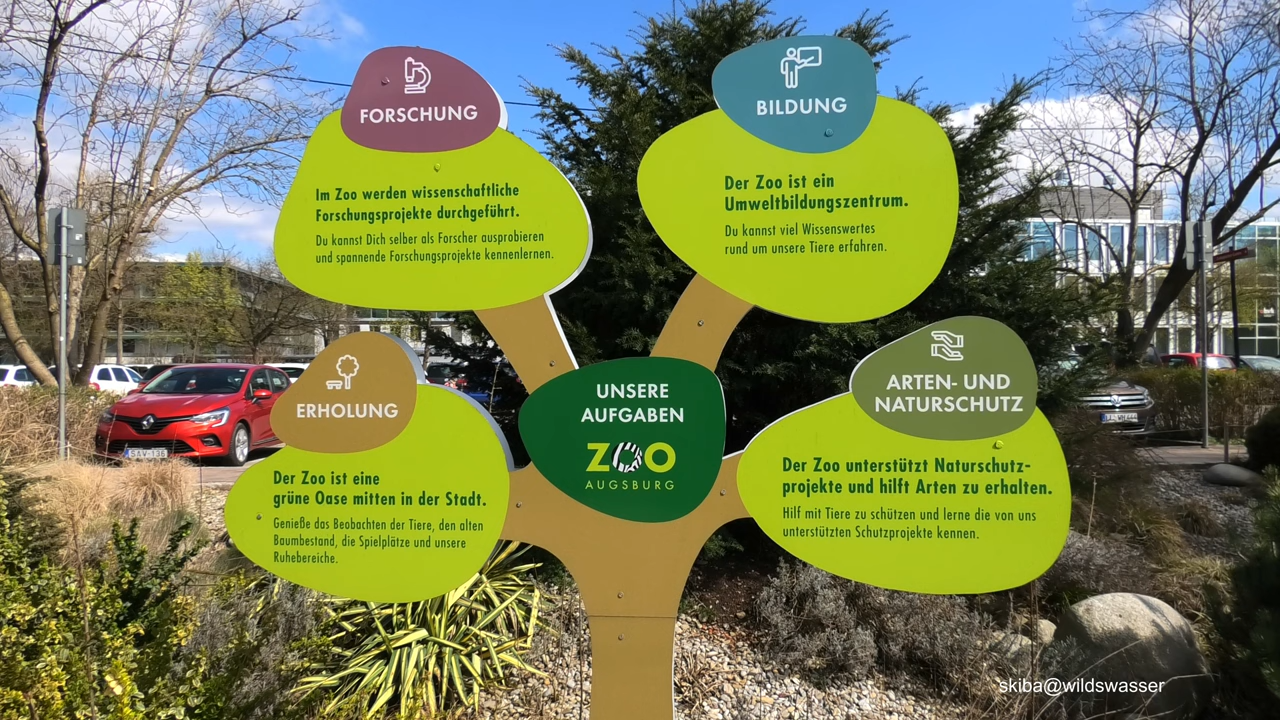 FORSCHUNG
Im Zoo werden wissenschaftliche
Forschungsprojekte durchgeführt.
Du kannst Dich selber als Forscher ausprobieren
und spannende Forschungsprojekte kennenlernen.
BILDUNG
Der Zoo ist ein
Umweltbildungszentrum.
Du kannst viel Wissenswertes
rund um unsere Tiere erfahren.
ERHOLUNG
Der Zoo ist eine
grüne Oase mitten in der Stadt.
Genieße das Beobachten der Tiere, den alten
Baumbestand, die Spielplätze und unsere
Ruhebereiche.
UNSERE
AUFGABEN
ZOO
AUGSBURG
ARTEN- UND
NATURSCHUTZ
Der Zoo unterstützt Naturschutz-
projekte und hilft Arten zu erhalten.
Hilf mit Tiere zu schützen und lerne die von uns
unterstützten Schutzprojekte kennen.
skiba@wildswasser